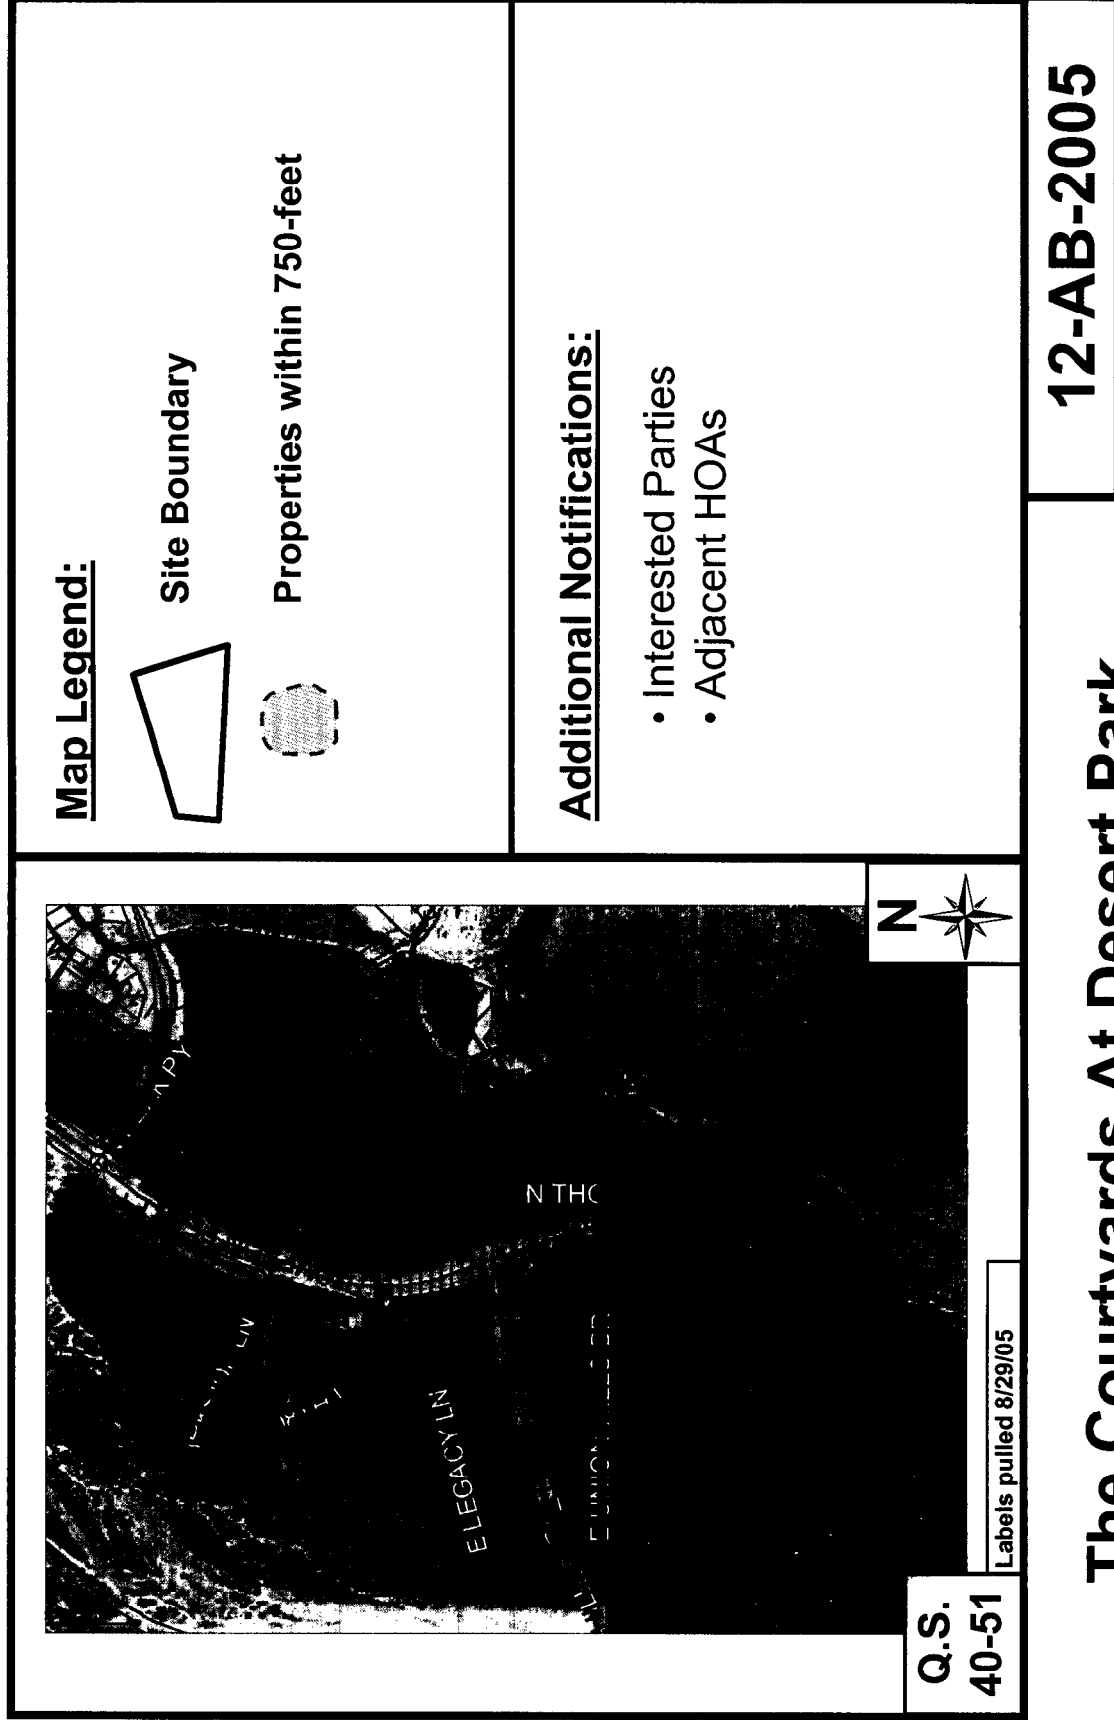 Map Legend:
Site Boundary
Properties within 750-feet
Additional Notifications:
• Interested Parties
• Adjacent HOAs
E LEGACY LN
N THO
N
Q.S.
40-51
Labels pulled 8/29/05
The Courtyards At Desert Park
12-AB-2005